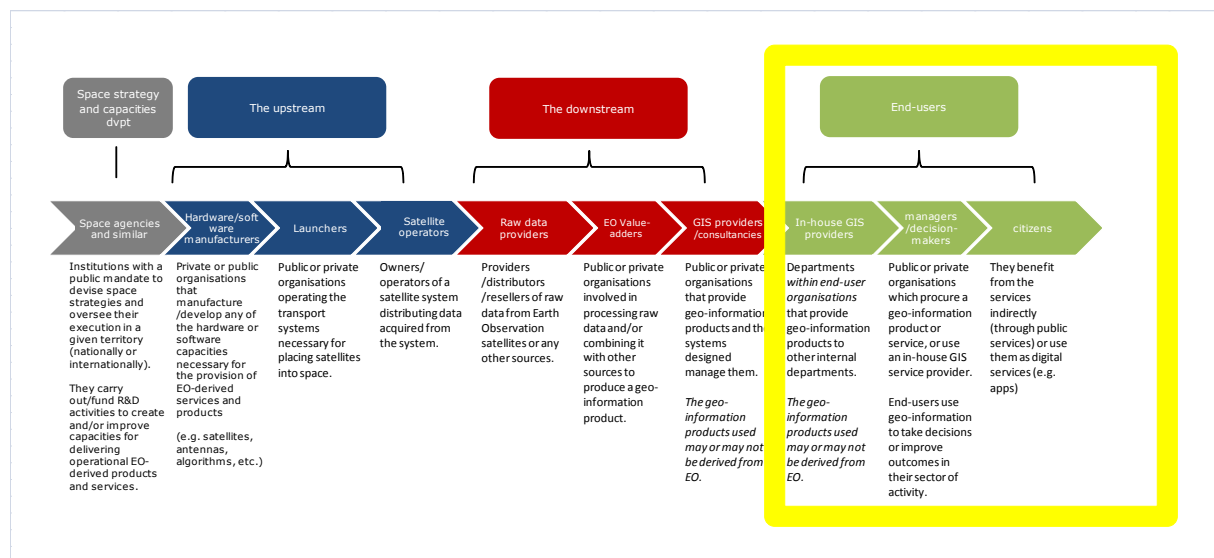 Space strategy
and capacities
dvpt
The upstream
The downstream
End-users
Space agencies
and similar
Hardware/soft
ware
manufacturers
Launchers
Satellite
operators
Raw data
providers
EO Value-
adders
GIS providers
/consultancies
In-house GIS
providers
managers
/decision-
makers
citizens
Institutions with a
public mandate to
devise space
strategies and
oversee their
execution in a
given territory
(nationally or
internationally).
They carry
out/fund R&D
activities to create
and/or improve
capacities for
delivering
operational EO-
derived products
and services.
Private or public
organisations
that
manufacture
/develop any of
the hardware or
software
capacities
necessary for
the provision of
EO-derived
services and
products
(e.g. satellites,
antennas,
algorithms, etc.)
Public or private
organisations
operating the
transport
systems
necessary for
placing satellites
into space.
Owners/
operators of a
satellite system
distributing data
acquired from
the system.
Providers
/distributors
/resellers of raw
data from Earth
Observation
satellites or any
other sources.
Public or private
organisations
involved in
processing raw
data and/or
combining it
with other
sources to
produce a geo-
information
product.
Public or private
organisations
that provide
geo-information
products and the
systems
designed
manage them.
The geo-
information
products used
may or may not
be derived from
EO.
Departments
within end-user
organisations
that provide
geo-information
products to
other internal
departments.
The geo-
information
products used
may or may not
be derived from
EO.
Public or private
organisations
which procure a
geo-information
product or
service, or use
an in-house GIS
service provider.
End-users use
geo-information
to take decisions
or improve
outcomes in
their sector of
activity.
They benefit
from the
services
indirectly
(through public
services) or use
them as digital
services (e.g.
apps)